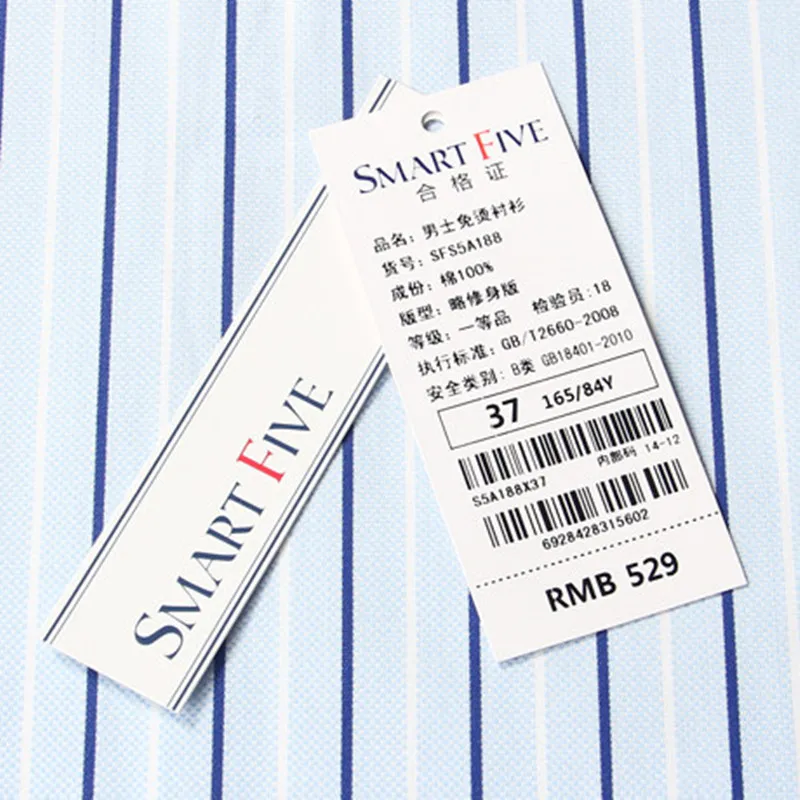 SMART FIVE
合格证
品名: 男士免烫衬衫
货号: SFS5A188
成份: 棉100%
版型: 略修身版
等级: 一等品 检验员:18
执行标准: GB/T2660-2008
安全类别: B类 GB18401-2010
37 165/84Y
S5A188X37 内部码 14-12
6928428315602
RMB 529
SMART FIVE